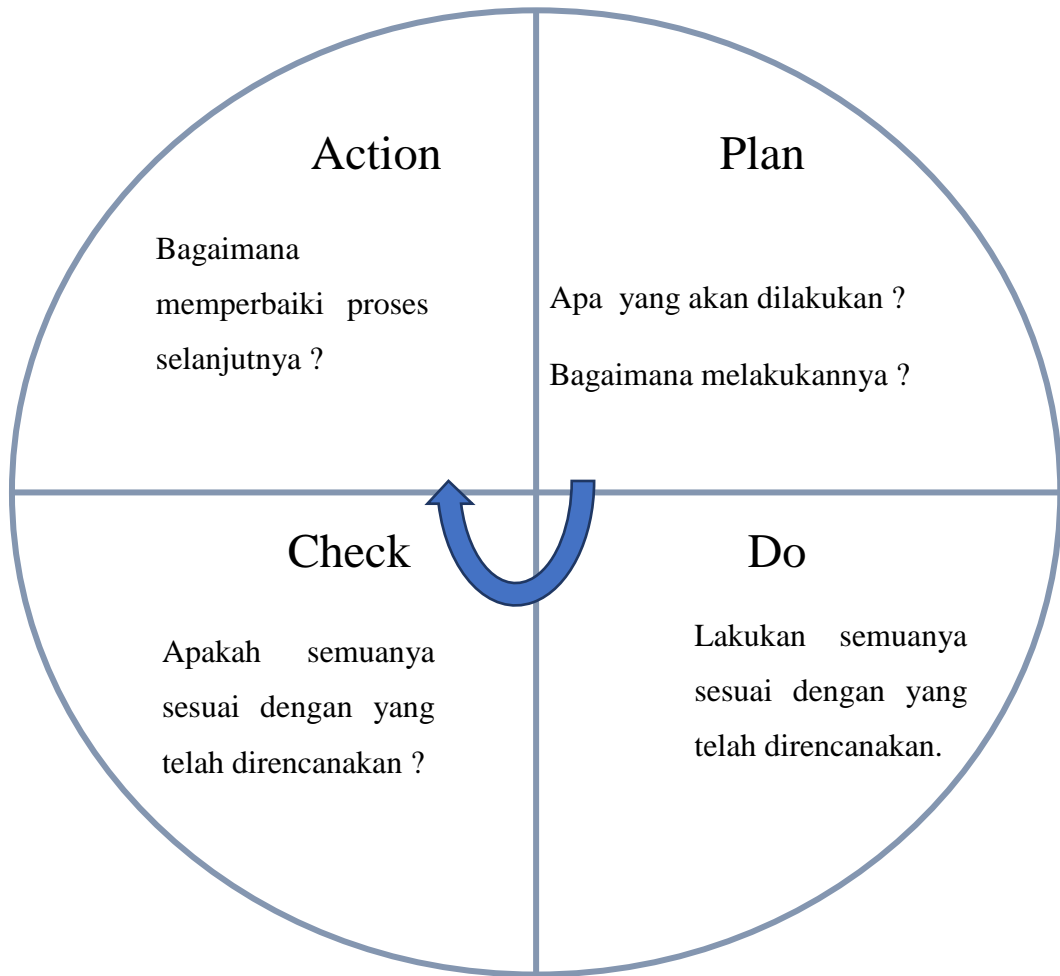 Action
Bagaimana
memperbaiki proses
selanjutnya ?
Plan
Apa yang akan dilakukan ?
Bagaimana melakukannya ?
Check
Apakah semuanya
sesuai dengan yang
telah direncanakan ?
Do
Lakukan semuanya
sesuai dengan yang
telah direncanakan.